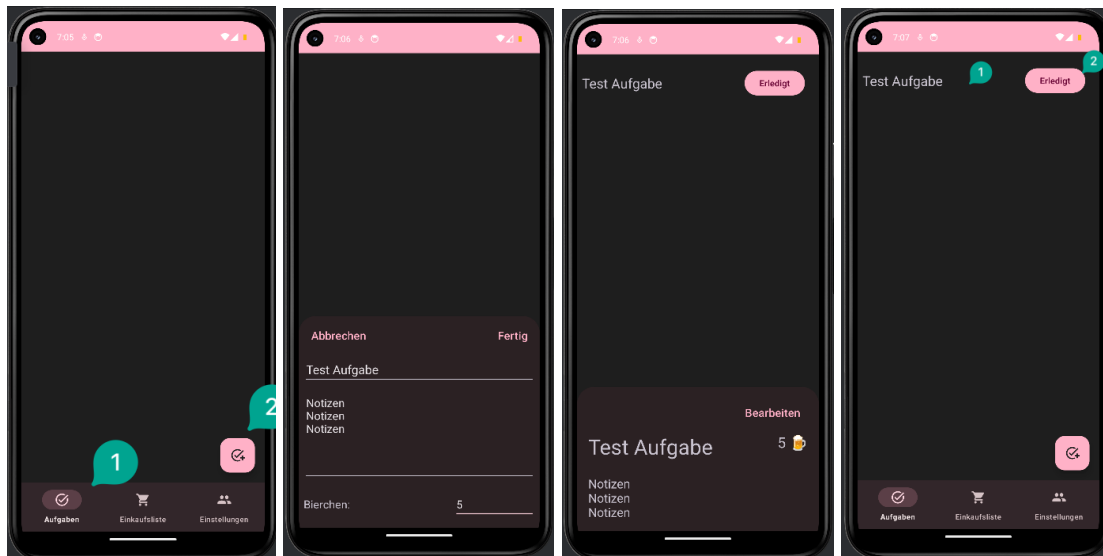 7:05
1
2
Aufgaben
Einkaufsliste
Einstellungen
7:06
Abbrechen
Fertig
Test Aufgabe
Notizen
Notizen
Notizen
Bierchen:
5
7:06
Test Aufgabe
Erledigt
Bearbeiten
Test Aufgabe
5
Notizen
Notizen
Notizen
7:07
Test Aufgabe
1
Erledigt
2
Aufgaben
Einkaufsliste
Einstellungen